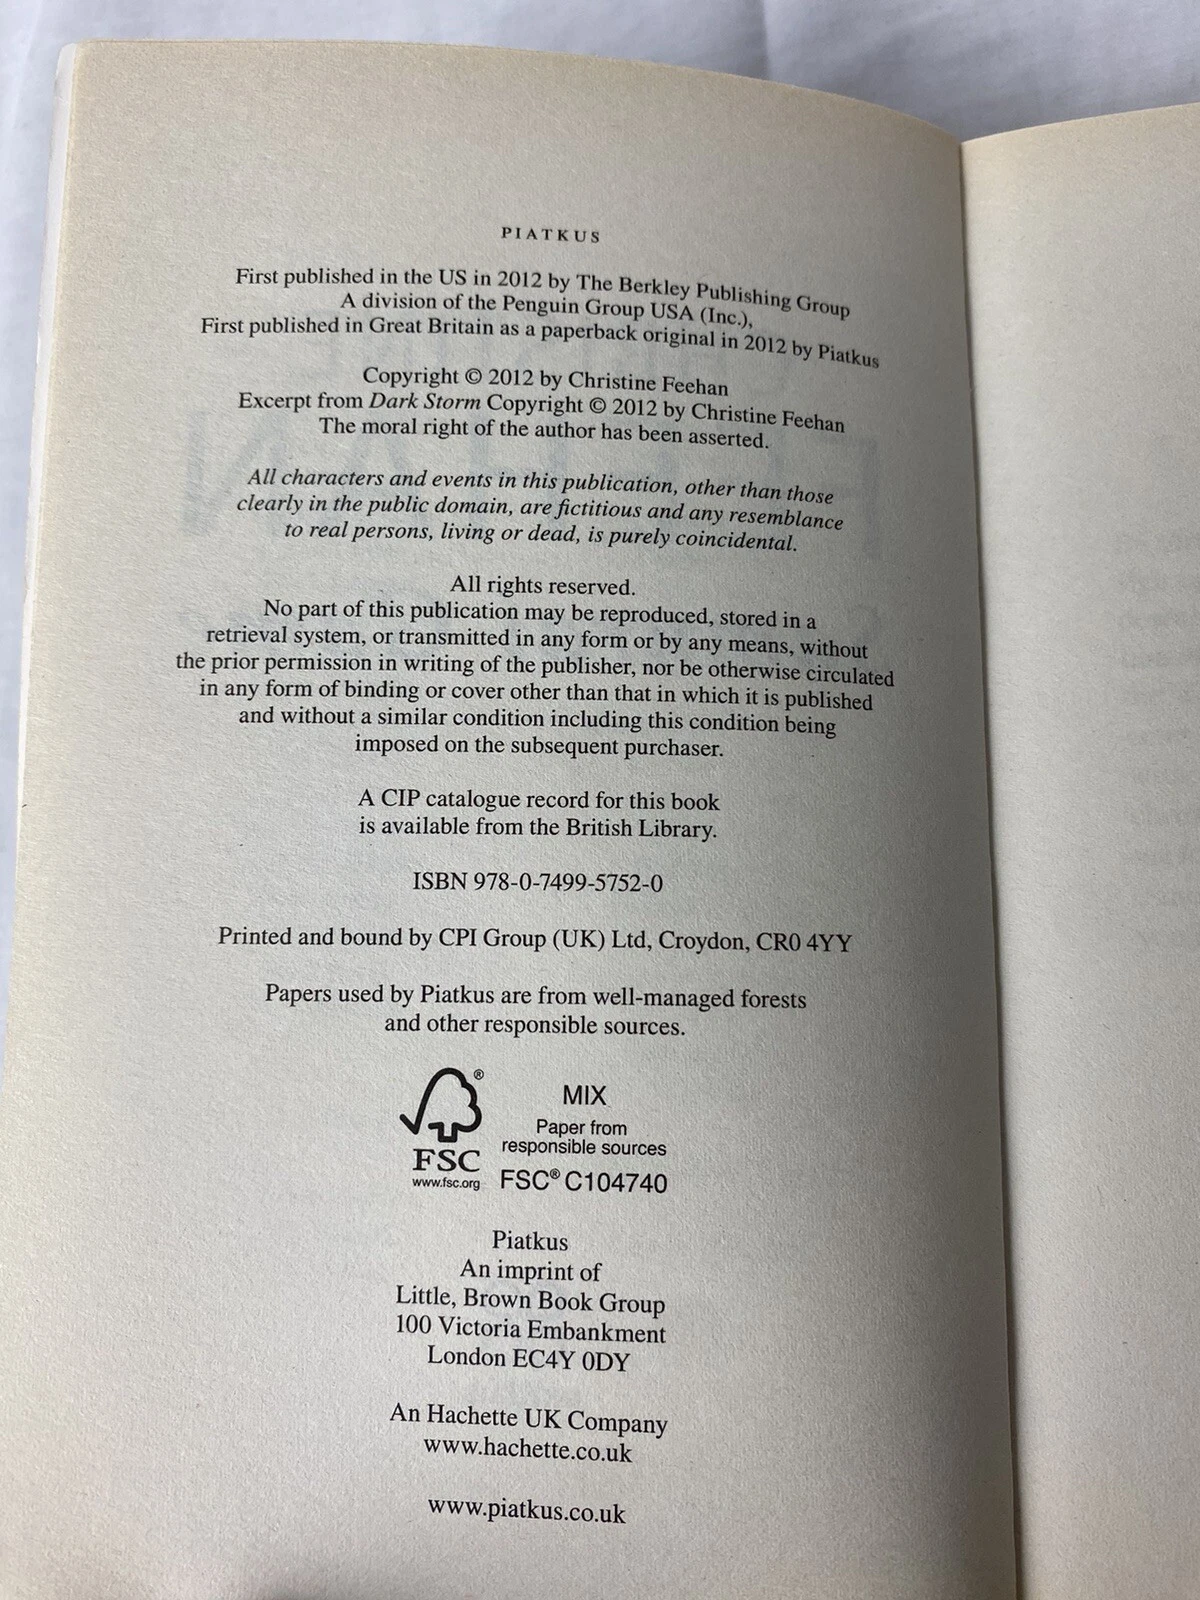 PIATKUS
First published in the US in 2012 by The Berkley Publishing Group
A division of the Penguin Group USA (Inc.),
First published in Great Britain as a paperback original in 2012 by Piatkus
Copyright © 2012 by Christine Feehan
Excerpt from Dark Storm Copyright © 2012 by Christine Feehan
The moral right of the author has been asserted.
All characters and events in this publication, other than those
clearly in the public domain, are fictitious and any resemblance
to real persons, living or dead, is purely coincidental.
All rights reserved.
No part of this publication may be reproduced, stored in a
retrieval system, or transmitted in any form or by any means, without
the prior permission in writing of the publisher, nor be otherwise circulated
in any form of binding or cover other than that in which it is published
and without a similar condition including this condition being
imposed on the subsequent purchaser.
A CIP catalogue record for this book
is available from the British Library.
ISBN 978-0-7499-5752-0
Printed and bound by CPI Group (UK) Ltd, Croydon, CR0 4YY
Papers used by Piatkus are from well-managed forests
and other responsible sources.
®
FSC
www.fsc.org
MIX
Paper from
responsible sources
FSC® C104740
Piatkus
An imprint of
Little, Brown Book Group
100 Victoria Embankment
London EC4Y 0DY
An Hachette UK Company
www.hachette.co.uk
www.piatkus.co.uk